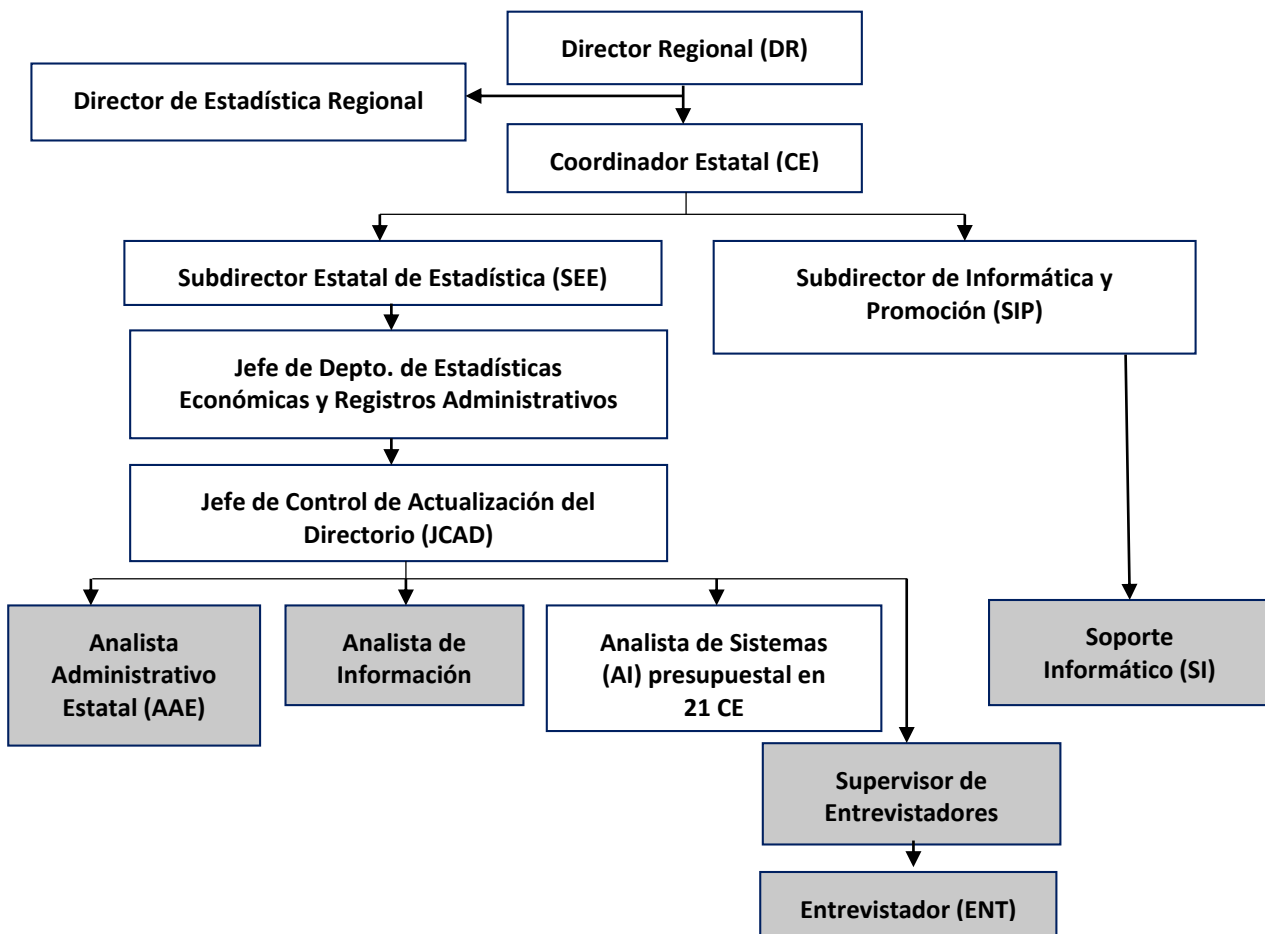 Director Regional (DR)
Director de Estadística Regional
Coordinador Estatal (CE)
Subdirector Estatal de Estadística (SEE)
Subdirector de Informática y
Promoción (SIP)
Jefe de Depto. de Estadísticas
Económicas y Registros Administrativos
Jefe de Control de Actualización del
Directorio (JCAD)
Analista
Administrativo
Estatal (AAE)
Analista de
Información
Analista de Sistemas
(AI) presupuestal en
21 CE
Soporte
Informático (SI)
Supervisor de
Entrevistadores
Entrevistador (ENT)